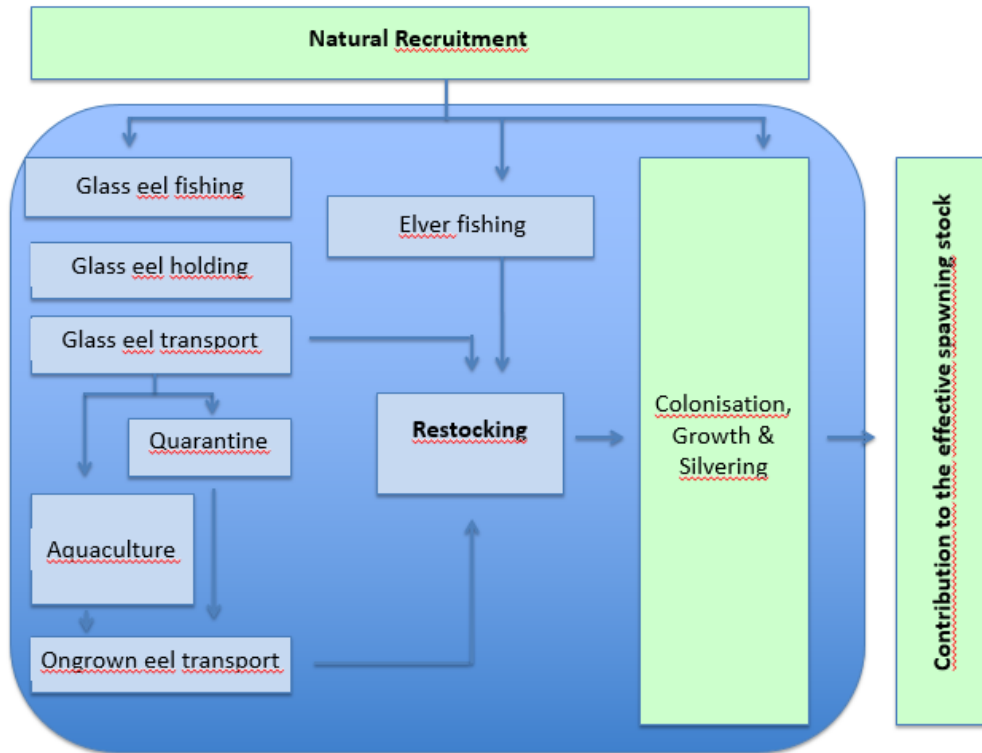 Natural Recruitment
Glass eel fishing
Elver fishing
Glass eel holding
Glass eel transport
Quarantine
Restocking
Colonisation,
Growth &
Silvering
Aquaculture
Ongrown eel transport
Contribution to the effective spawning stock